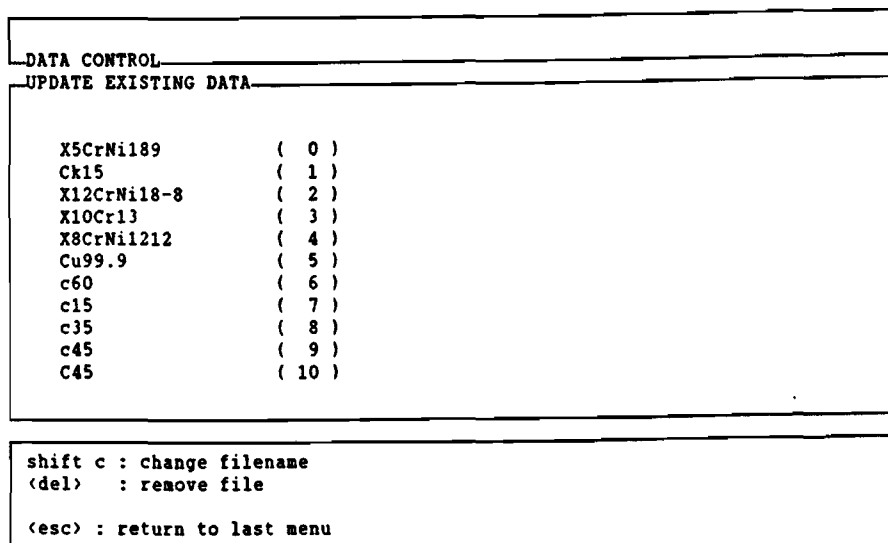 DATA CONTROL
UPDATE EXISTING DATA
X5CrNi189 ( 0 )
Ck15 ( 1 )
X12CrNi18-8 ( 2 )
X10Cr13 ( 3 )
X8CrNi1212 ( 4 )
Cu99.9 ( 5 )
c60 ( 6 )
c15 ( 7 )
c35 ( 8 )
c45 ( 9 )
C45 ( 10 )
shift c : change filename
<del> : remove file
<esc> : return to last menu